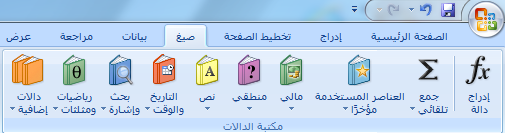 الصفحة الرئيسية إدراج تخطيط الصفحة صيغ بيانات مراجعة عرض
fx Σ ? A θ
إدراج دالة
جمع تلقائي
العناصر المستخدمة مؤخرًا
مالي
منطقي
نص
التاريخ والوقت
بحث وإشارة
رياضيات ومثلثات
دالات إضافية
مكتبة الدالات